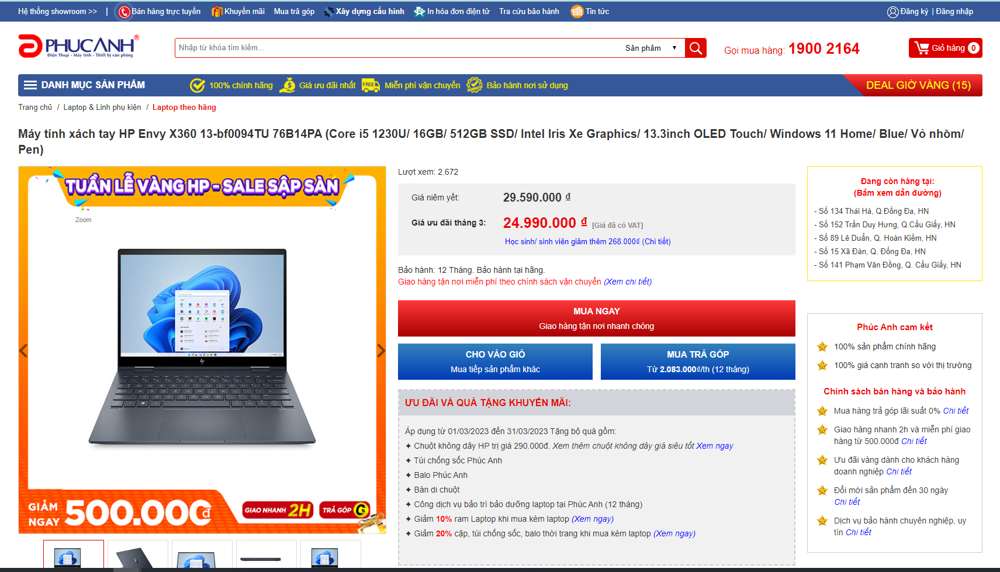 Hệ thống showroom >> | Bán hàng trực tuyến Khuyến mãi Mua trả góp Xây dựng cấu hình In hóa đơn điện tử Tra cứu bảo hành Tin tức Đăng ký | Đăng nhập
PHUCANH®
Điện Thoại - Máy tính - Thiết bị văn phòng
Nhập từ khóa tìm kiếm... Sản phẩm
Gọi mua hàng: 1900 2164
Giỏ hàng 0
DANH MỤC SẢN PHẨM 100% chính hãng Giá ưu đãi nhất FREE Miễn phí vận chuyển Bảo hành nơi sử dụng DEAL GIỜ VÀNG (15)
Trang chủ / Laptop & Linh phụ kiện / Laptop theo hãng
Máy tính xách tay HP Envy X360 13-bf0094TU 76B14PA (Core i5 1230U/ 16GB/ 512GB SSD/ Intel Iris Xe Graphics/ 13.3inch OLED Touch/ Windows 11 Home/ Blue/ Vỏ nhôm/
Pen)
TUẦN LỄ VÀNG HP - SALE SẬP SÀN
Zoom
GIẢM
NGAY 500.000đ
GIAO NHANH 2H TRẢ GÓP
Lượt xem: 2.672
Giá niêm yết: 29.590.000 đ
Giá ưu đãi tháng 3: 24.990.000 đ [Giá đã có VAT]
Học sinh/ sinh viên giảm thêm 268.000đ (Chi tiết)
Bảo hành: 12 Tháng. Bảo hành tại hãng.
Giao hàng tận nơi miễn phí theo chính sách vận chuyển (Xem chi tiết)
MUA NGAY
Giao hàng tận nơi nhanh chóng
CHO VÀO GIỎ
Mua tiếp sản phẩm khác
MUA TRẢ GÓP
Từ 2.083.000đ/th (12 tháng)
ƯU ĐÃI VÀ QUÀ TẶNG KHUYẾN MÃI:
Áp dụng từ 01/03/2023 đến 31/03/2023 Tặng bộ quà gồm:
✦ Chuột không dây HP trị giá 290.000đ. Xem thêm chuột không dây giá siêu tốt Xem ngay
✦ Túi chống sốc Phúc Anh
✦ Balo Phúc Anh
✦ Bàn di chuột
✦ Công dịch vụ bảo trì bảo dưỡng laptop tại Phúc Anh (12 tháng)
✦ Giảm 10% ram Laptop khi mua kèm laptop (Xem ngay)
✦ Giảm 20% cặp, túi chống sốc, balo thời trang khi mua kèm laptop (Xem ngay)
Đang còn hàng tại:
(Bấm xem dẫn đường)
- Số 134 Thái Hà, Q.Đống Đa, HN
- Số 152 Trần Duy Hưng, Q.Cầu Giấy, HN
- Số 89 Lê Duẩn, Q. Hoàn Kiếm, HN
- Số 15 Xã Đàn, Q. Đống Đa, HN
- Số 141 Phạm Văn Đồng, Q. Cầu Giấy, HN
Phúc Anh cam kết
100% sản phẩm chính hãng
100% giá cạnh tranh so với thị trường
Chính sách bán hàng và bảo hành
Mua hàng trả góp lãi suất 0% Chi tiết
Giao hàng nhanh 2h và miễn phí giao
hàng từ 500.000đ Chi tiết
Ưu đãi vàng dành cho khách hàng
doanh nghiệp Chi tiết
Đổi mới sản phẩm đến 30 ngày
Chi tiết
Dịch vụ bảo hành chuyên nghiệp, uy
tín Chi tiết